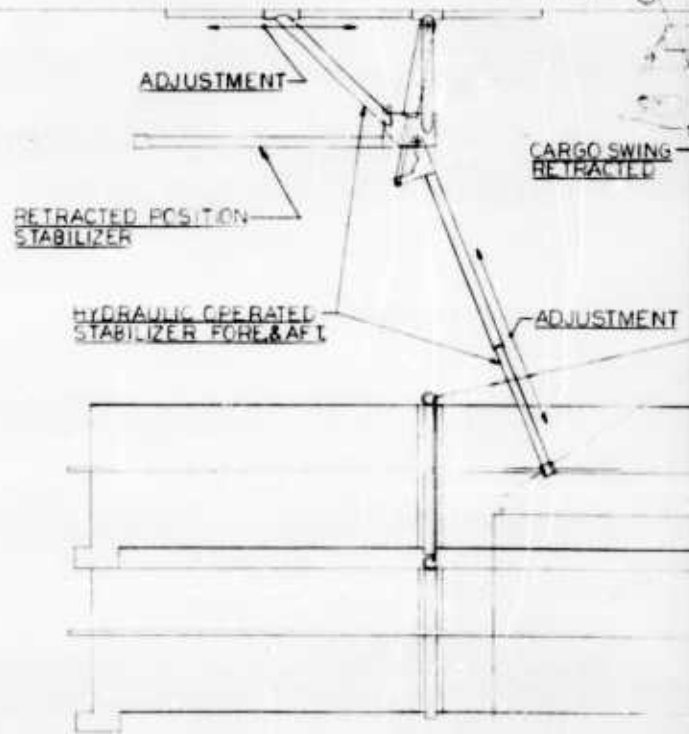 ADJUSTMENT
CARGO SWING
RETRACTED
RETRACTED POSITION
STABILIZER
HYDRAULIC OPERATED
STABILIZER FORE & AFT
ADJUSTMENT